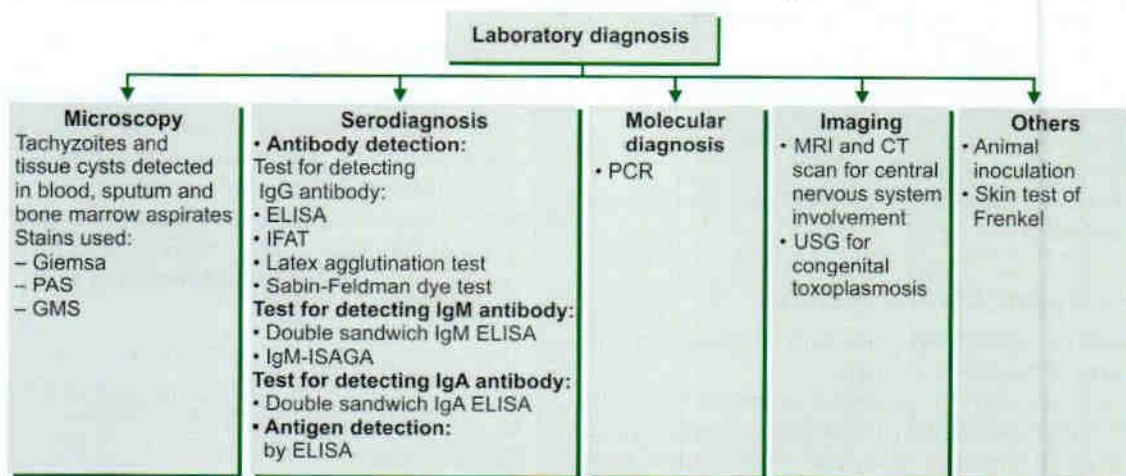 Laboratory diagnosis
Microscopy
Tachyzoites and
tissue cysts detected
in blood, sputum and
bone marrow aspirates
Stains used:
– Giemsa
– PAS
– GMS
Serodiagnosis
• Antibody detection:
Test for detecting
IgG antibody:
• ELISA
• IFAT
• Latex agglutination test
• Sabin-Feldman dye test
Test for detecting IgM antibody:
• Double sandwich IgM ELISA
• IgM-ISAGA
Test for detecting IgA antibody:
• Double sandwich IgA ELISA
• Antigen detection:
by ELISA
Molecular
diagnosis
• PCR
Imaging
• MRI and CT
scan for central
nervous system
involvement
• USG for
congenital
toxoplasmosis
Others
• Animal
inoculation
• Skin test of
Frenkel